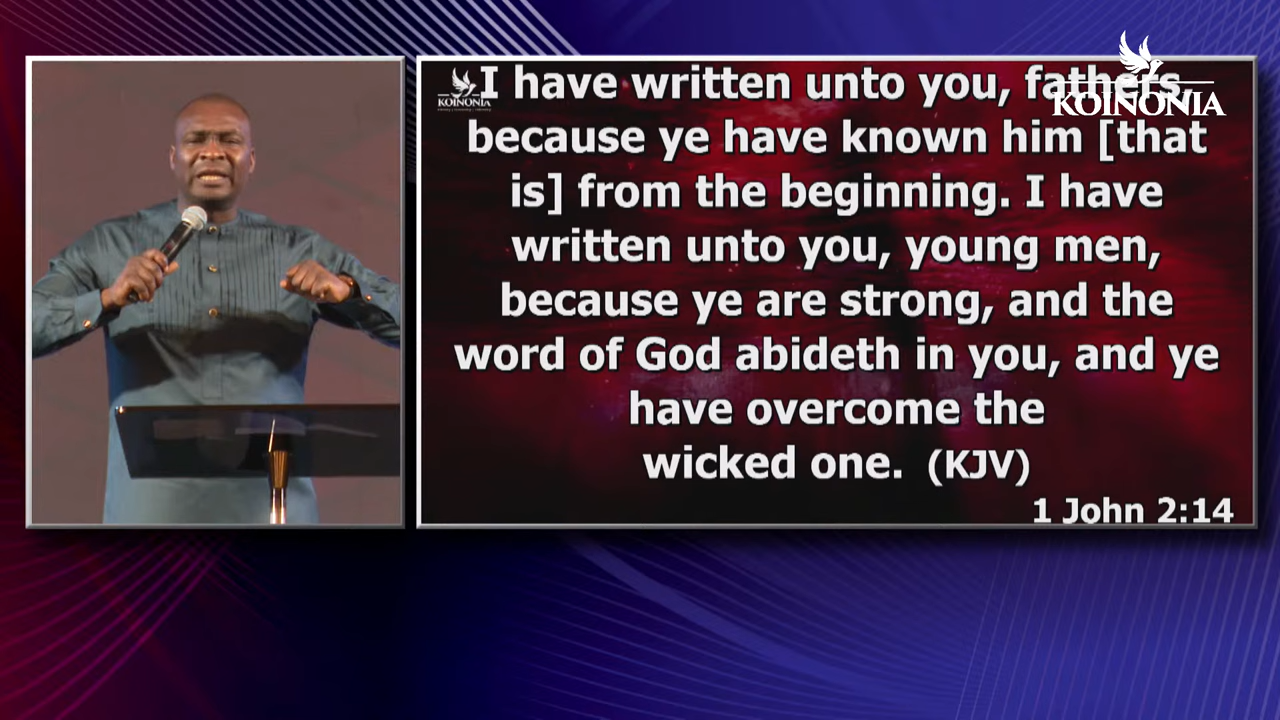 KOINONIA
I have written unto you, fathers,
KOINONIA
because ye have known him [that
is] from the beginning. I have
written unto you, young men,
because ye are strong, and the
word of God abideth in you, and ye
have overcome the
wicked one. (KJV)
1 John 2:14